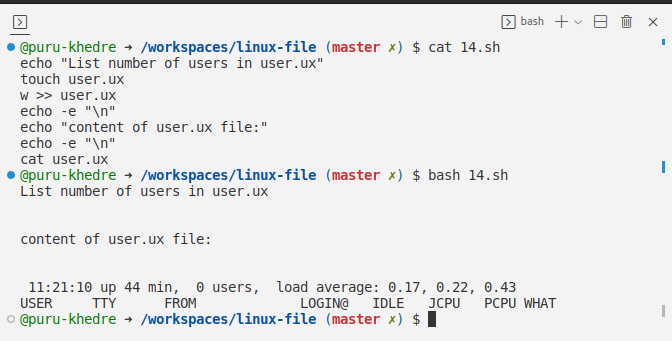 bash
@puru-khedre ➜ /workspaces/linux-file (master ✗) $ cat 14.sh
echo "List number of users in user.ux"
touch user.ux
w >> user.ux
echo -e "\n"
echo "content of user.ux file:"
echo -e "\n"
cat user.ux
@puru-khedre ➜ /workspaces/linux-file (master ✗) $ bash 14.sh
List number of users in user.ux
content of user.ux file:
11:21:10 up 44 min,  0 users,  load average: 0.17, 0.22, 0.43
USER     TTY      FROM             LOGIN@   IDLE   JCPU   PCPU WHAT
@puru-khedre ➜ /workspaces/linux-file (master ✗) $